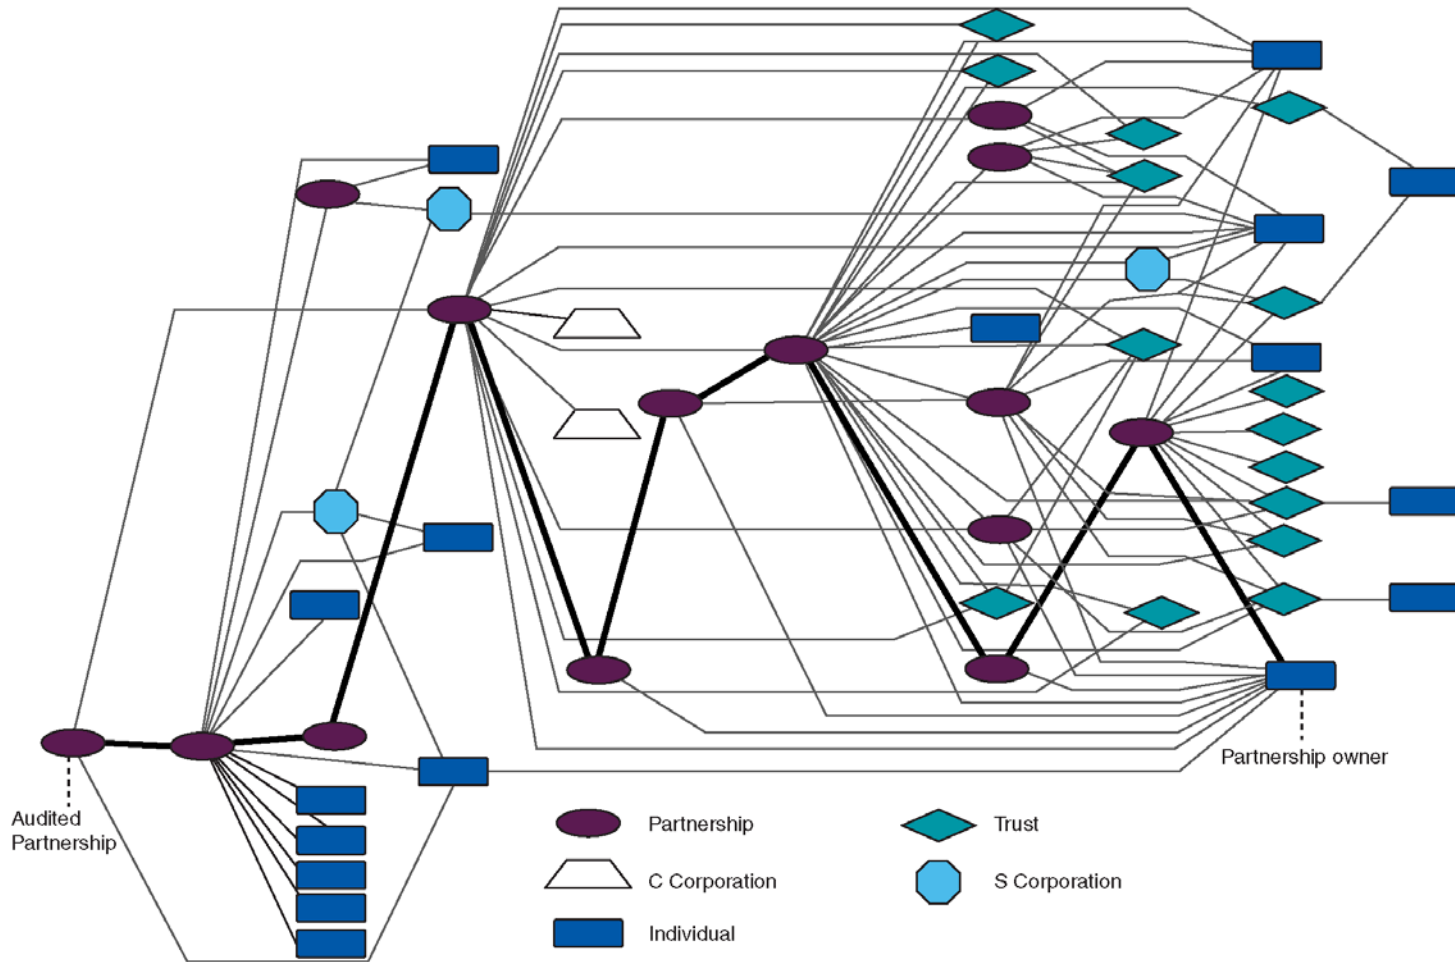 Partnership owner
Audited
Partnership
Partnership
Trust
C Corporation
S Corporation
Individual